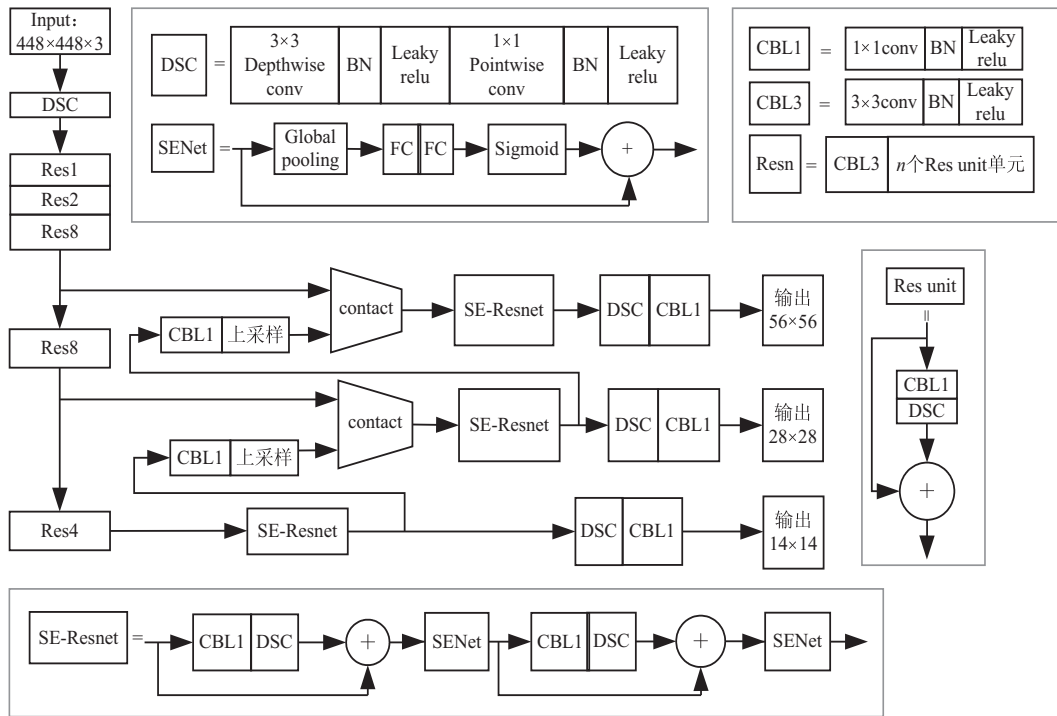 Input：
448×448×3
DSC
Res1
Res2
Res8
Res8
Res4
DSC
=
3×3
Depthwise
conv
BN
Leaky
relu
1×1
Pointwise
conv
BN
Leaky
relu
SENet
=
Global
pooling
FC
FC
Sigmoid
+
CBL1
=
1×1conv
BN
Leaky
relu
CBL3
=
3×3conv
BN
Leaky
relu
Resn
=
CBL3
n个Res unit单元
contact
SE-Resnet
DSC
CBL1
输出
56×56
CBL1
上采样
contact
SE-Resnet
DSC
CBL1
输出
28×28
CBL1
上采样
SE-Resnet
DSC
CBL1
输出
14×14
Res unit
=
CBL1
DSC
+
SE-Resnet
=
CBL1
DSC
+
SENet
CBL1
DSC
+
SENet